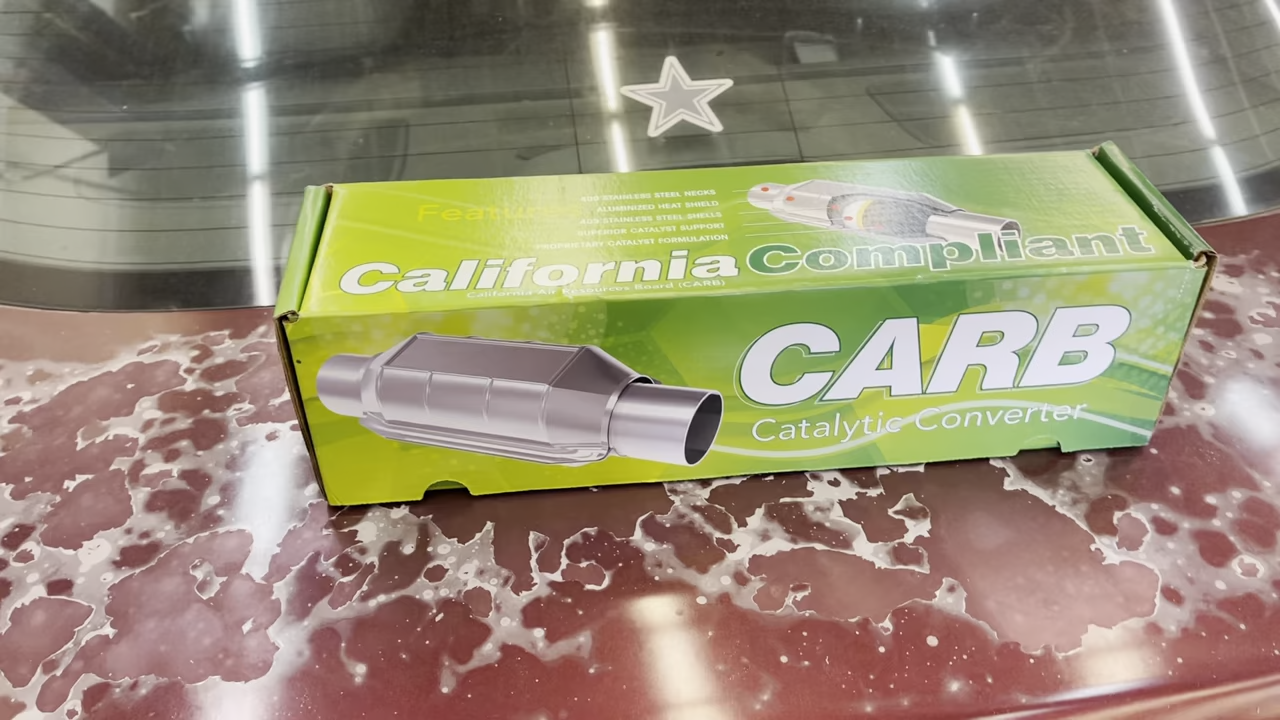 Features
409 STAINLESS STEEL NECKS
ALUMINIZED HEAT SHIELD
409 STAINLESS STEEL SHELLS
SUPERIOR CATALYST SUPPORT
PROPRIETARY CATALYST FORMULATION
California Compliant
California Air Resources Board (CARB)
CARB
Catalytic Converter